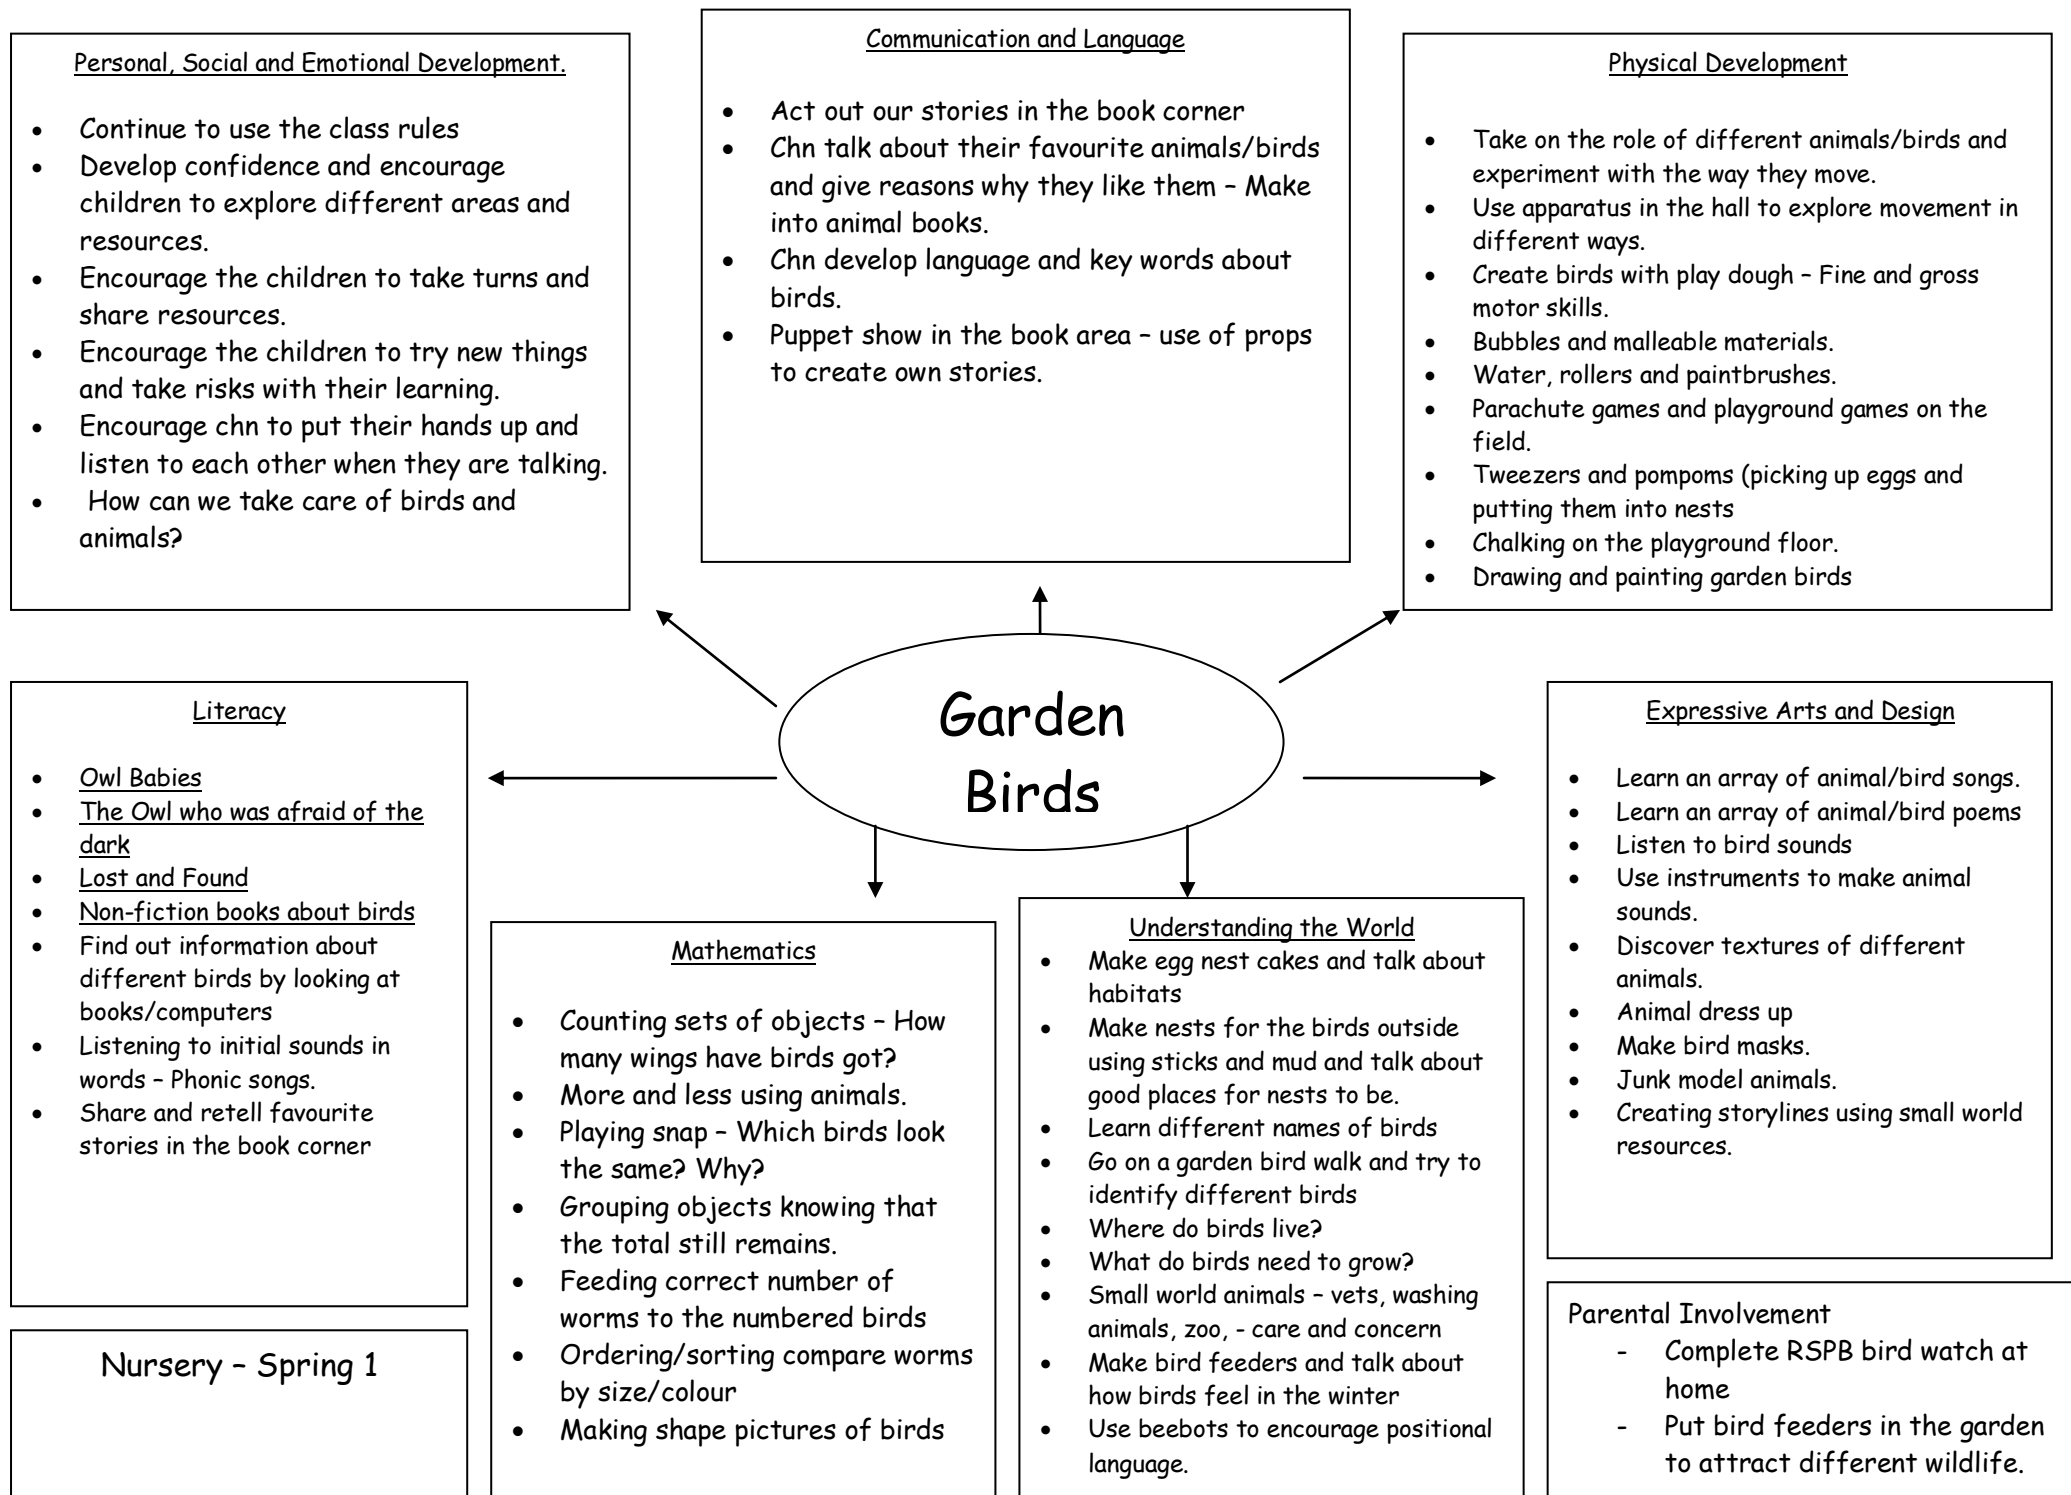 Personal, Social and Emotional Development.
• Continue to use the class rules
• Develop confidence and encourage
children to explore different areas and
resources.
• Encourage the children to take turns and
share resources.
• Encourage the children to try new things
and take risks with their learning.
• Encourage chn to put their hands up and
listen to each other when they are talking.
• How can we take care of birds and
animals?
Communication and Language
• Act out our stories in the book corner
• Chn talk about their favourite animals/birds
and give reasons why they like them – Make
into animal books.
• Chn develop language and key words about
birds.
• Puppet show in the book area – use of props
to create own stories.
Physical Development
• Take on the role of different animals/birds and
experiment with the way they move.
• Use apparatus in the hall to explore movement in
different ways.
• Create birds with play dough – Fine and gross
motor skills.
• Bubbles and malleable materials.
• Water, rollers and paintbrushes.
• Parachute games and playground games on the
field.
• Tweezers and pompoms (picking up eggs and
putting them into nests
• Chalking on the playground floor.
• Drawing and painting garden birds
Garden
Birds
Literacy
• Owl Babies
• The Owl who was afraid of the
dark
• Lost and Found
• Non-fiction books about birds
• Find out information about
different birds by looking at
books/computers
• Listening to initial sounds in
words – Phonic songs.
• Share and retell favourite
stories in the book corner
Nursery – Spring 1
Mathematics
• Counting sets of objects – How
many wings have birds got?
• More and less using animals.
• Playing snap – Which birds look
the same? Why?
• Grouping objects knowing that
the total still remains.
• Feeding correct number of
worms to the numbered birds
• Ordering/sorting compare worms
by size/colour
• Making shape pictures of birds
Understanding the World
• Make egg nest cakes and talk about
habitats
• Make nests for the birds outside
using sticks and mud and talk about
good places for nests to be.
• Learn different names of birds
• Go on a garden bird walk and try to
identify different birds
• Where do birds live?
• What do birds need to grow?
• Small world animals – vets, washing
animals, zoo, - care and concern
• Make bird feeders and talk about
how birds feel in the winter
• Use beebots to encourage positional
language.
Expressive Arts and Design
• Learn an array of animal/bird songs.
• Learn an array of animal/bird poems
• Listen to bird sounds
• Use instruments to make animal
sounds.
• Discover textures of different
animals.
• Animal dress up
• Make bird masks.
• Junk model animals.
• Creating storylines using small world
resources.
Parental Involvement
- Complete RSPB bird watch at
home
- Put bird feeders in the garden
to attract different wildlife.